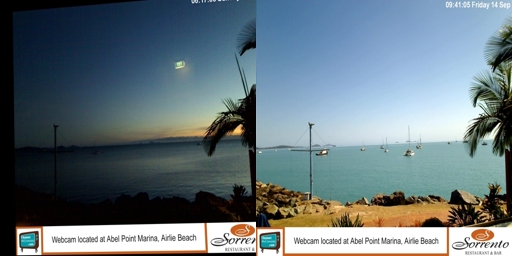 09:41:05 Friday 14 Sep
Webcam located at Abel Point Marina, Airlie Beach
Sorrento
RESTAURANT & B
Webcam located at Abel Point Marina, Airlie Beach
Sorrento
RESTAURANT & BAR